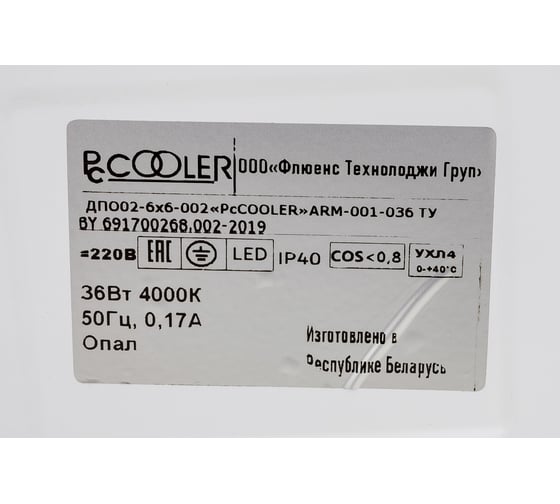 PcCOOLER ООО«Флюенс Технолоджи Груп»
ДПО02-6х6-002«PcCOOLER»ARM-001-036 ТУ
BY 691700268.002-2019
=220В EAC LED IP40 COS<0,8 УХЛ4
0-+40°С
36Вт 4000К
50Гц, 0,17А
Опал
Изготовлено в
Республике Беларусь